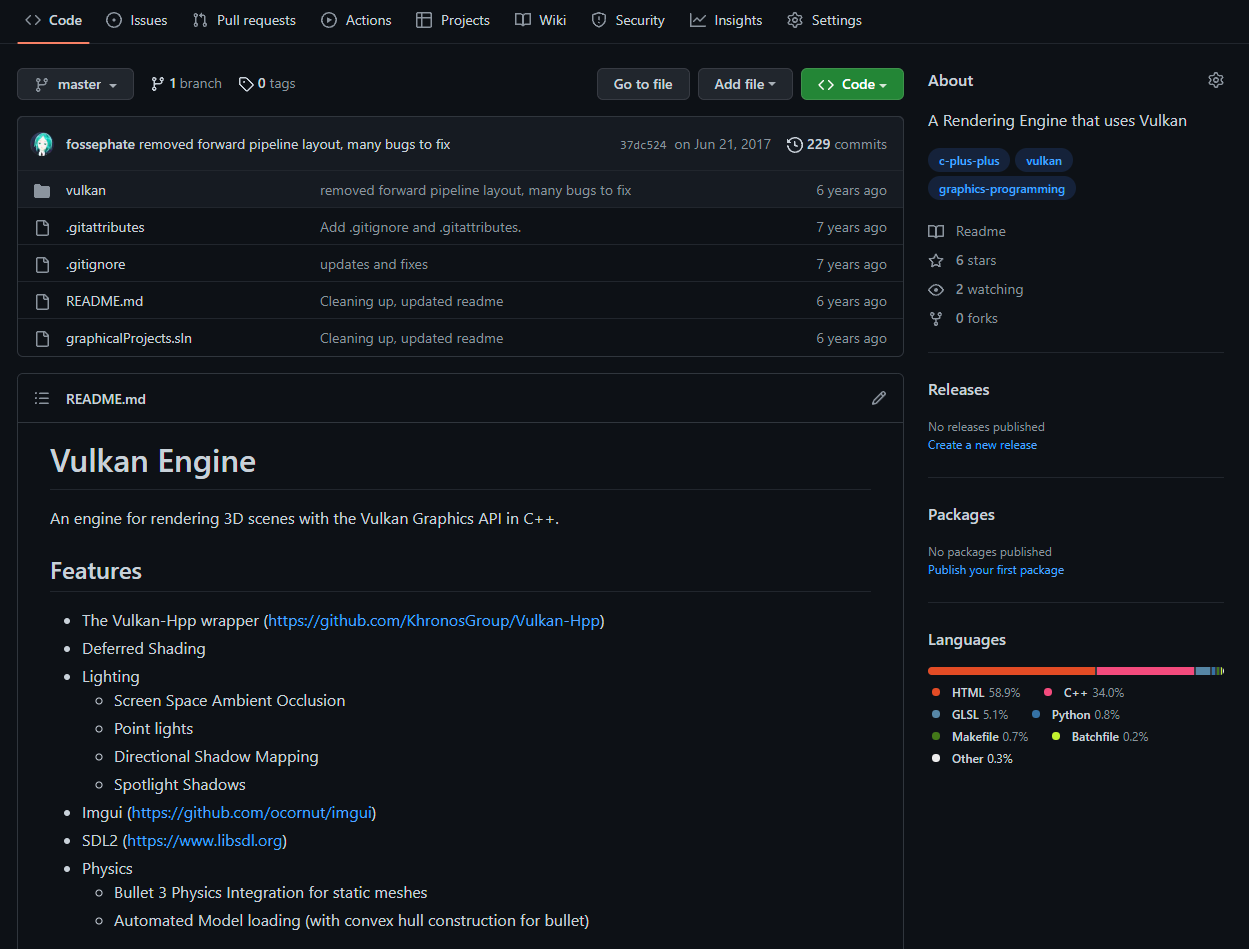 Code Issues Pull requests Actions Projects Wiki Security Insights Settings
master 1 branch 0 tags Go to file Add file Code
fossephate removed forward pipeline layout, many bugs to fix 37dc524 on Jun 21, 2017 229 commits
vulkan removed forward pipeline layout, many bugs to fix 6 years ago
.gitattributes Add .gitignore and .gitattributes. 7 years ago
.gitignore updates and fixes 7 years ago
README.md Cleaning up, updated readme 6 years ago
graphicalProjects.sln Cleaning up, updated readme 6 years ago
README.md
Vulkan Engine
An engine for rendering 3D scenes with the Vulkan Graphics API in C++.
Features
The Vulkan-Hpp wrapper (https://github.com/KhronosGroup/Vulkan-Hpp)
Deferred Shading
Lighting
Screen Space Ambient Occlusion
Point lights
Directional Shadow Mapping
Spotlight Shadows
Imgui (https://github.com/ocornut/imgui)
SDL2 (https://www.libsdl.org)
Physics
Bullet 3 Physics Integration for static meshes
Automated Model loading (with convex hull construction for bullet)
About
A Rendering Engine that uses Vulkan
c-plus-plus vulkan
graphics-programming
Readme
6 stars
2 watching
0 forks
Releases
No releases published
Create a new release
Packages
No packages published
Publish your first package
Languages
HTML 58.9% C++ 34.0%
GLSL 5.1% Python 0.8%
Makefile 0.7% Batchfile 0.2%
Other 0.3%